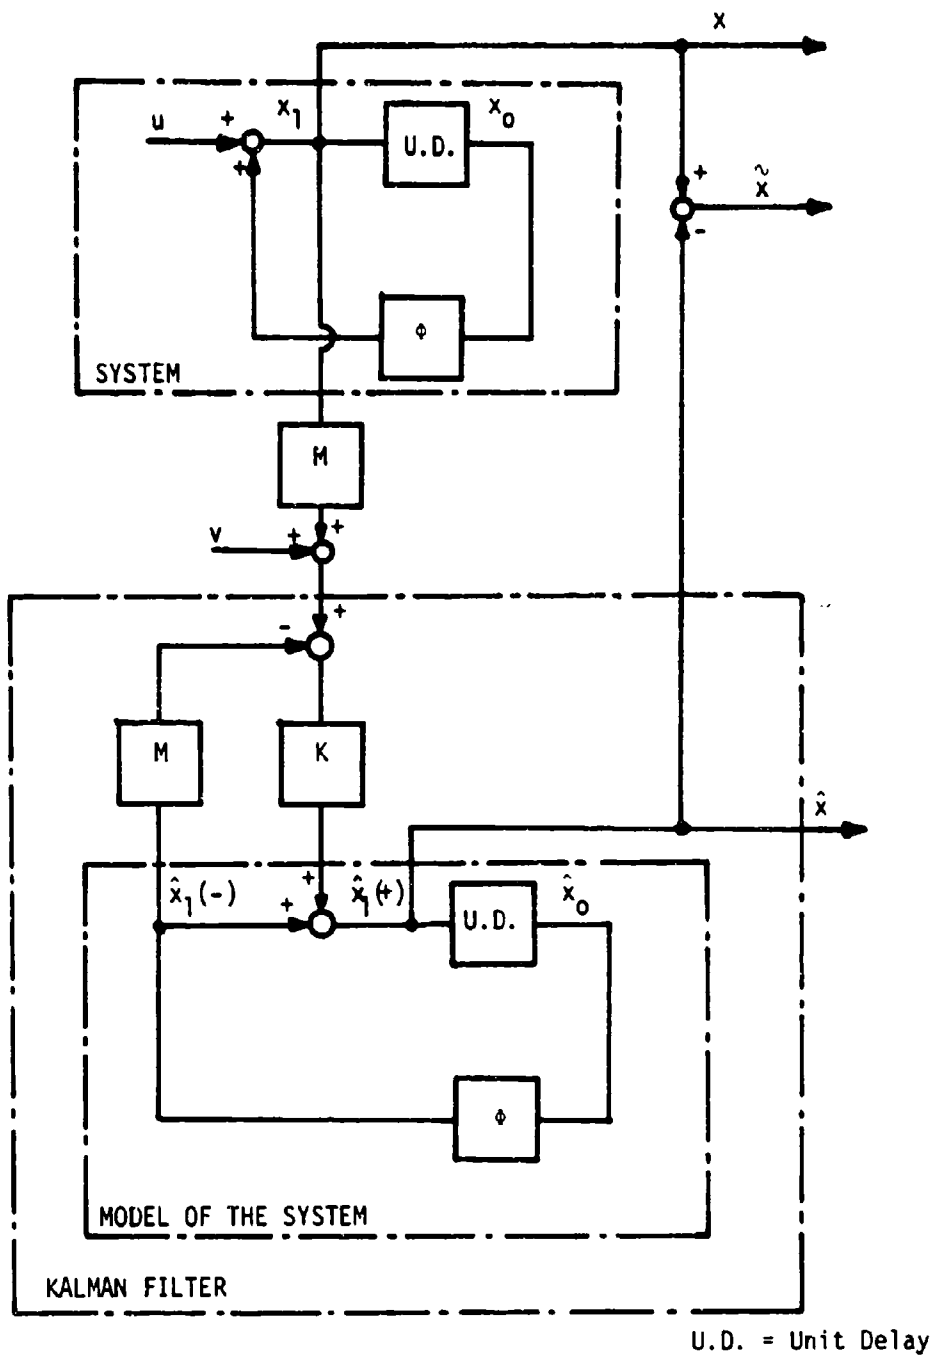 x
u
+
x₁
U.D.
x₀
+
+
x̃
-
Φ
SYSTEM
M
v
+
+
+
-
M
K
x̂
x̂₁(-)
+
+
x̂₁(+)
U.D.
x̂₀
Φ
MODEL OF THE SYSTEM
KALMAN FILTER
U.D. = Unit Delay